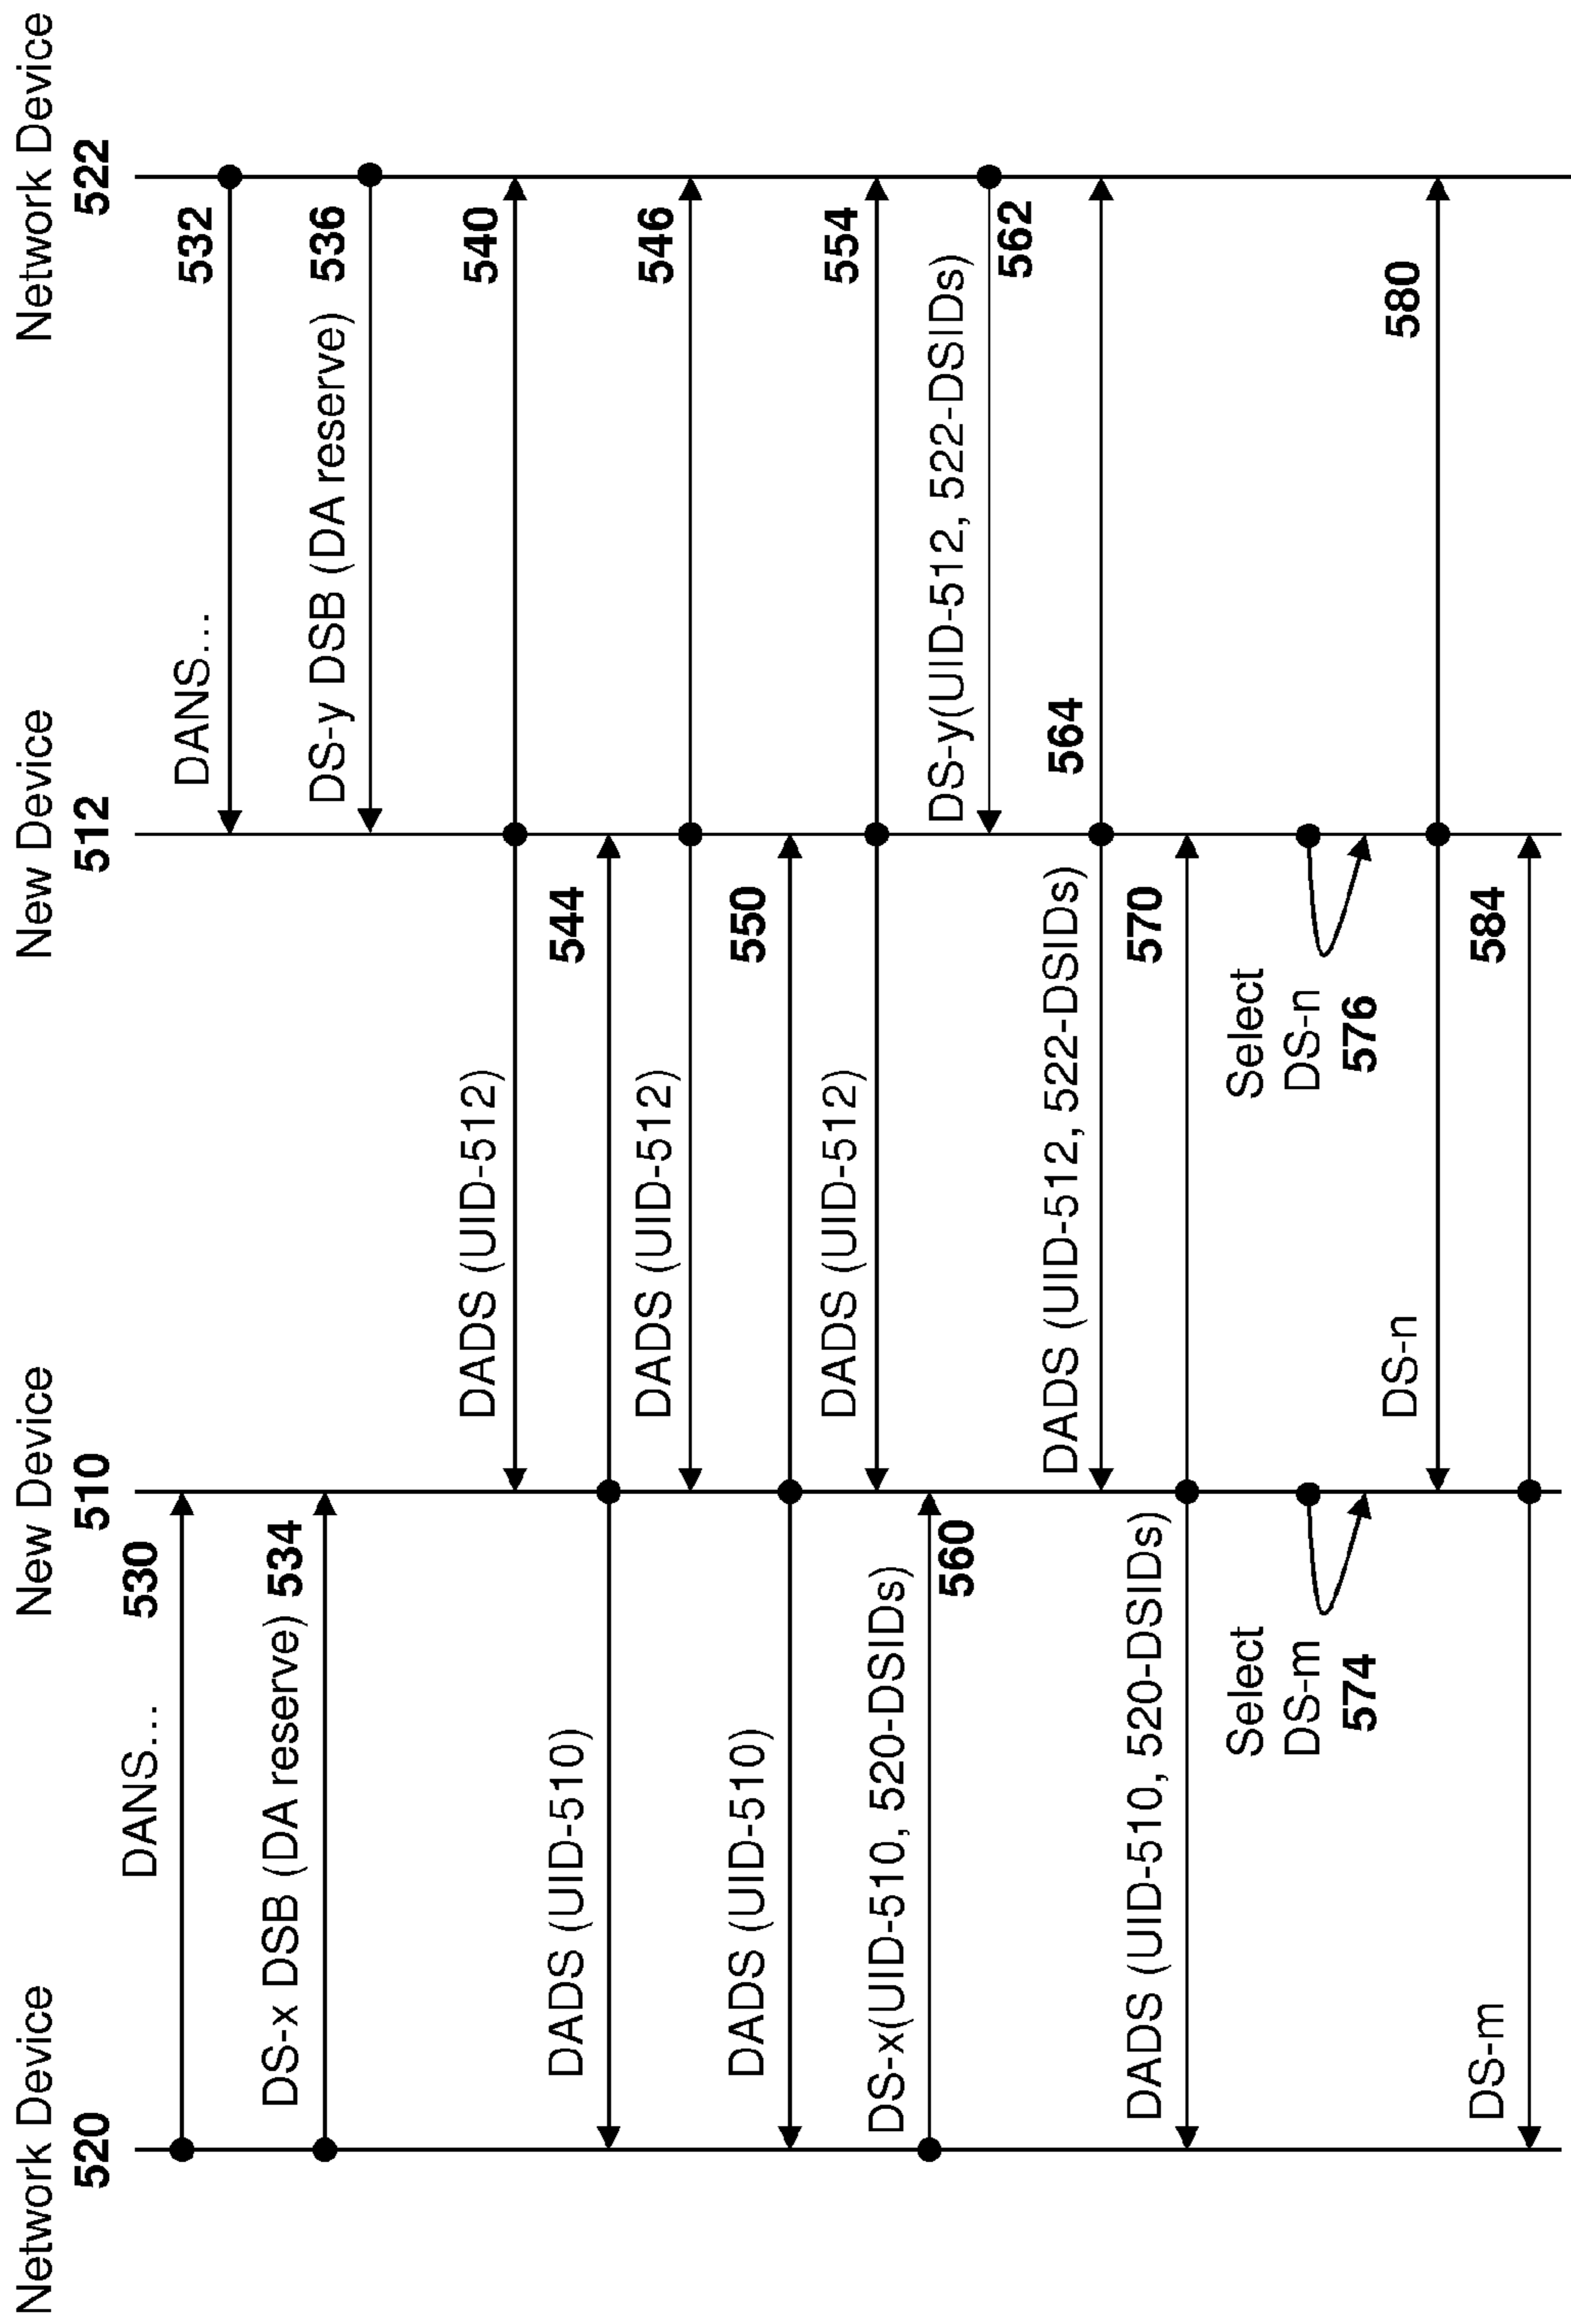 Network Device
520
New Device
510
New Device
512
Network Device
522
DANS...
530
DANS...
532
DS-x DSB (DA reserve) 534
DS-y DSB (DA reserve) 536
DADS (UID-512)
540
DADS (UID-510)
544
DADS (UID-512)
546
DADS (UID-510)
550
DADS (UID-512)
554
DS-x(UID-510, 520-DSIDs)
560
DS-y(UID-512, 522-DSIDs)
562
DADS (UID-512, 522-DSIDs)
564
DADS (UID-510, 520-DSIDs)
570
Select
DS-m
574
Select
DS-n
576
DS-n
580
DS-m
584